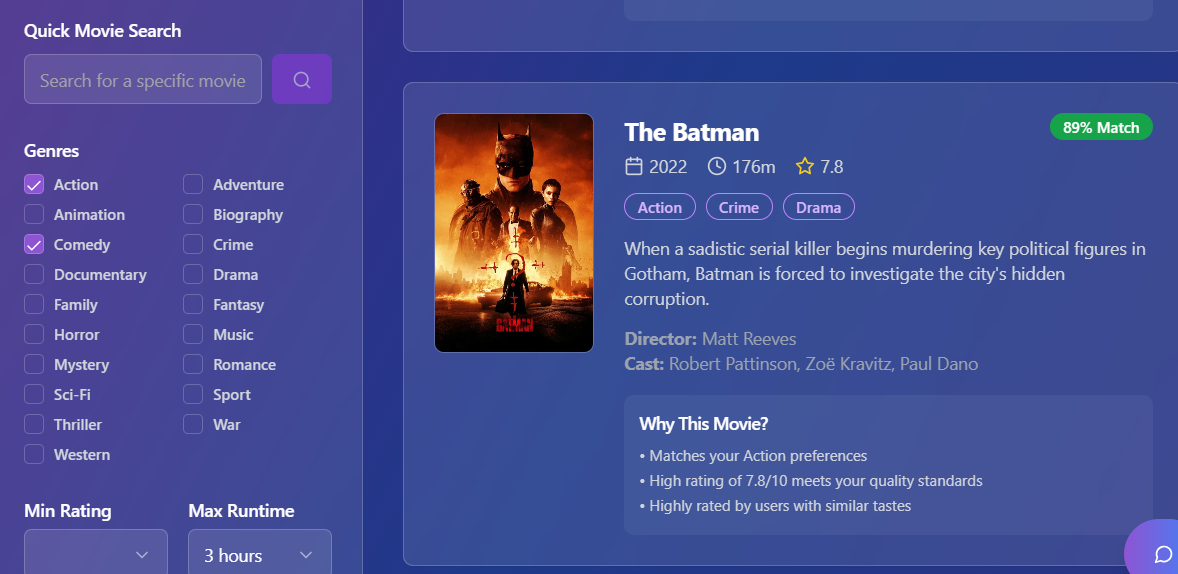 Quick Movie Search
Search for a specific movie
Genres
Action
Adventure
Animation
Biography
Comedy
Crime
Documentary
Drama
Family
Fantasy
Horror
Music
Mystery
Romance
Sci-Fi
Sport
Thriller
War
Western
Min Rating
Max Runtime
3 hours
The Batman
89% Match
2022 176m 7.8
Action Crime Drama
When a sadistic serial killer begins murdering key political figures in
Gotham, Batman is forced to investigate the city's hidden
corruption.
Director: Matt Reeves
Cast: Robert Pattinson, Zoë Kravitz, Paul Dano
Why This Movie?
• Matches your Action preferences
• High rating of 7.8/10 meets your quality standards
• Highly rated by users with similar tastes
BATMAN